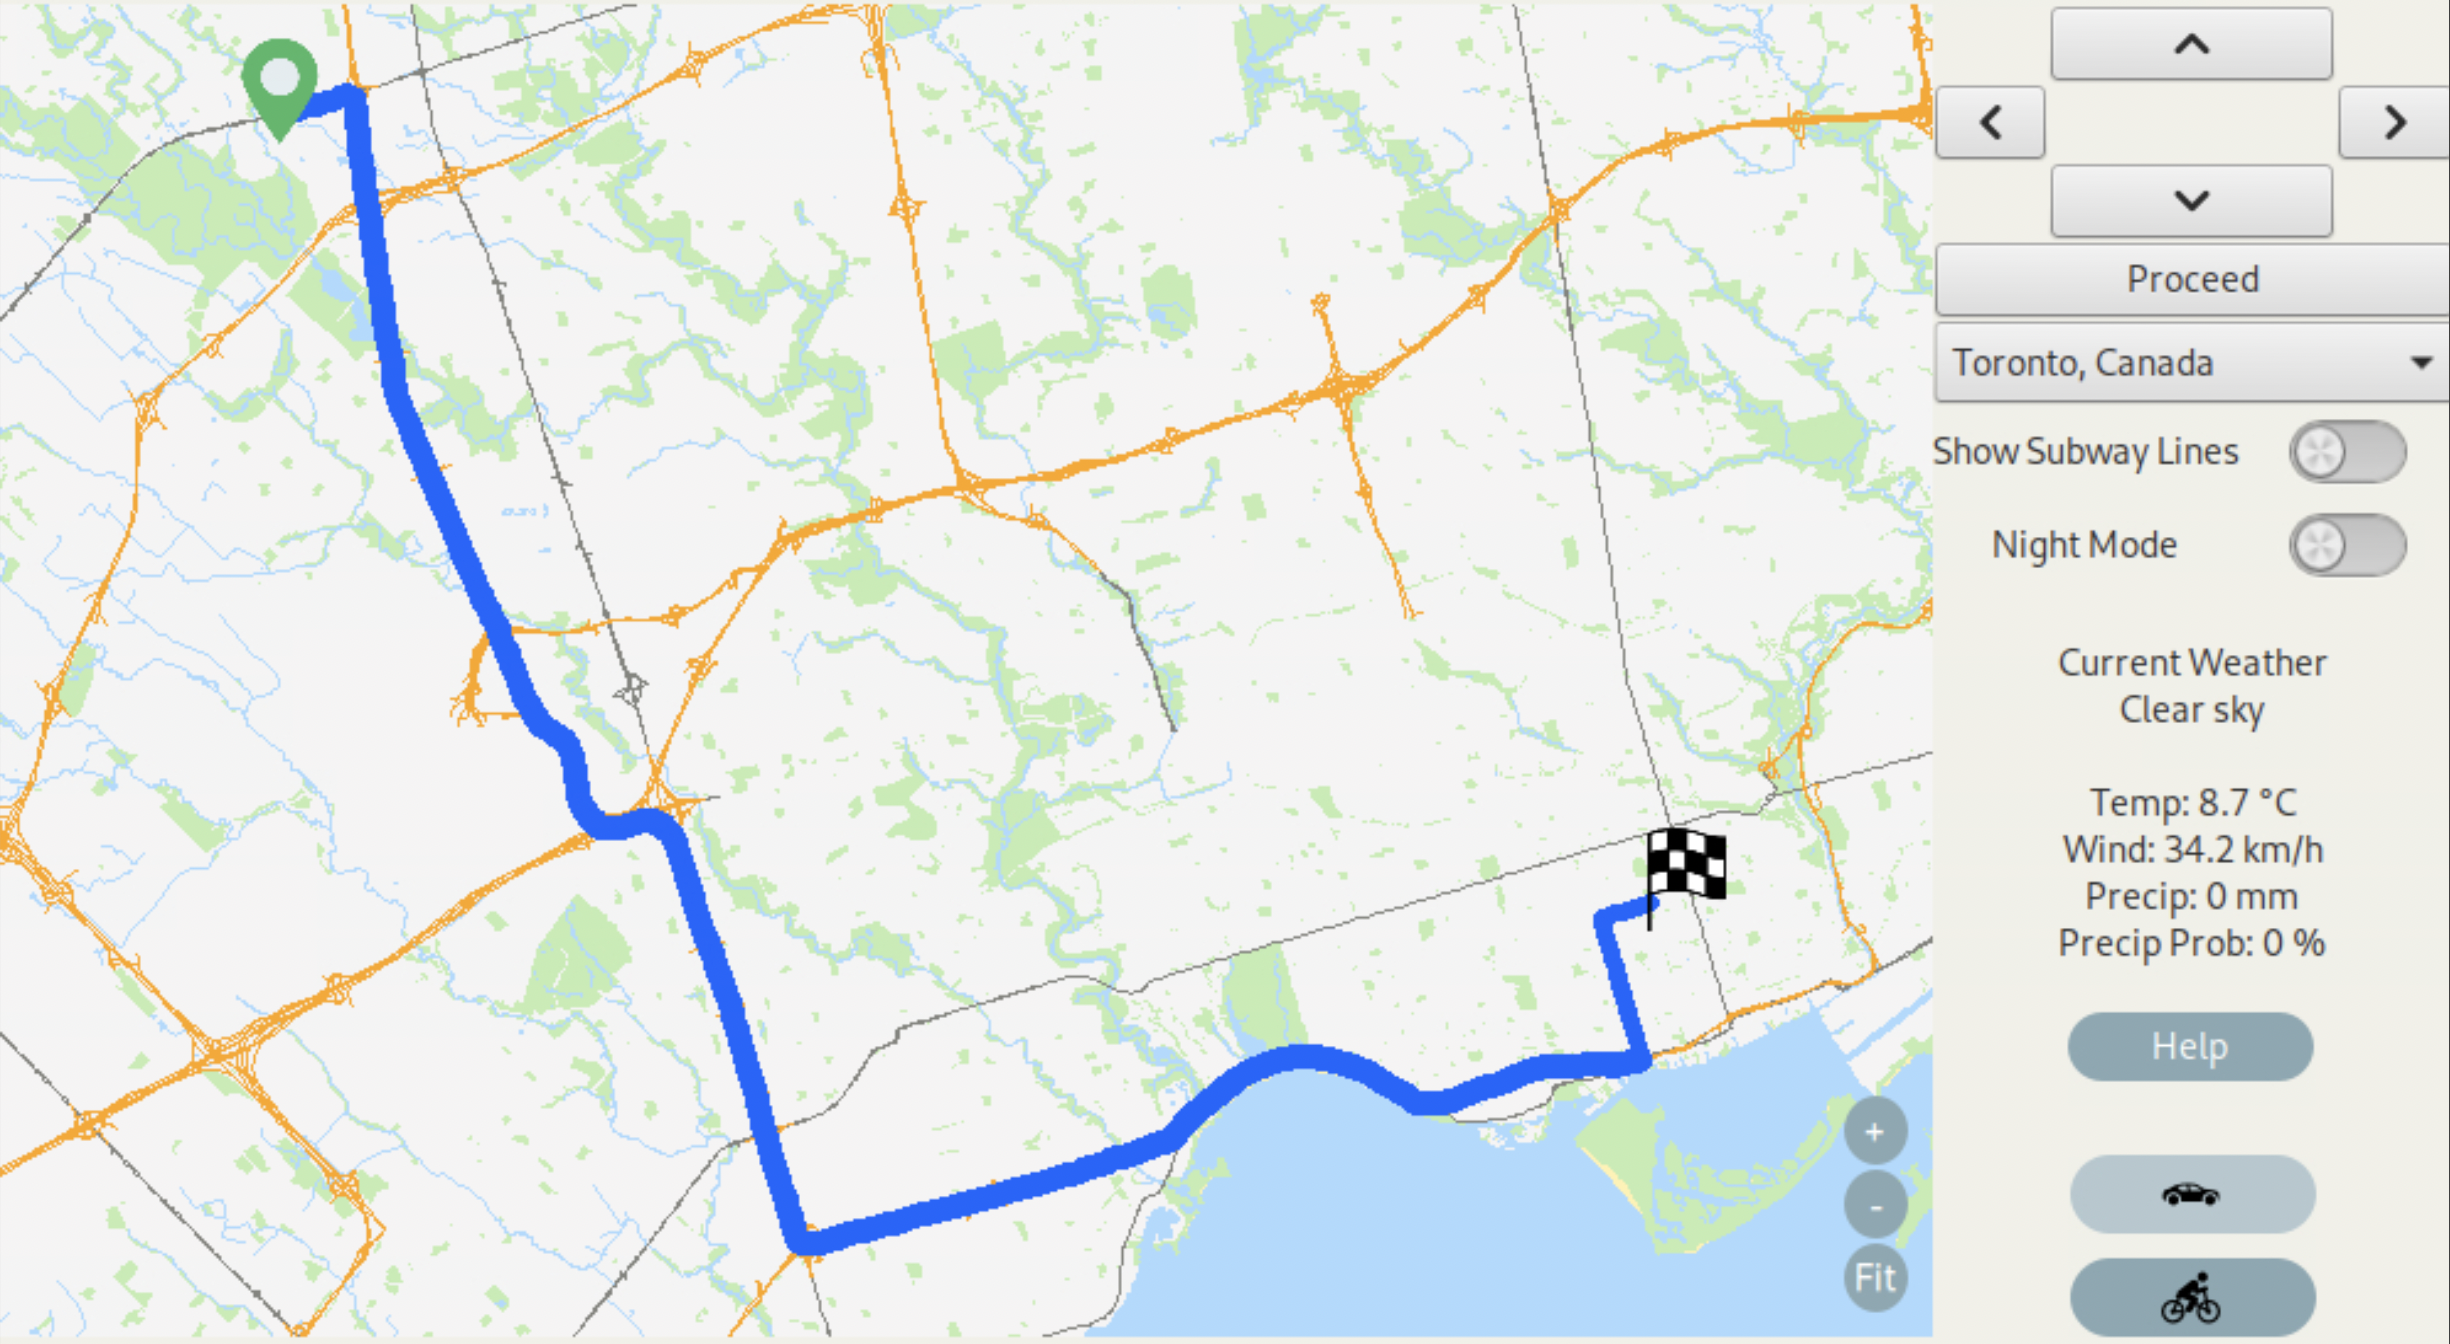 Proceed
Toronto, Canada
Show Subway Lines
Night Mode
Current Weather
Clear sky
Temp: 8.7 °C
Wind: 34.2 km/h
Precip: 0 mm
Precip Prob: 0 %
Help
+
-
Fit